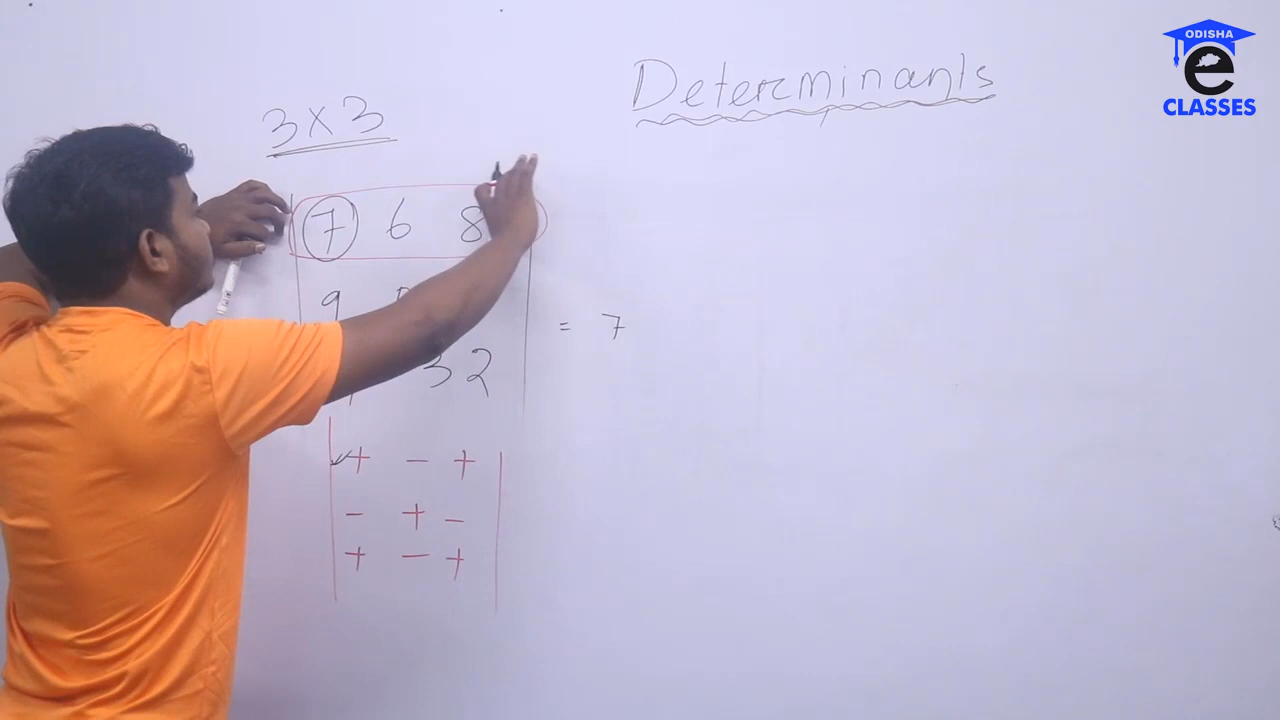 Determinants
ODISHA
e
CLASSES
3 × 3
7 6 8
9
= 7
3 2
+ - +
- + -
+ - +